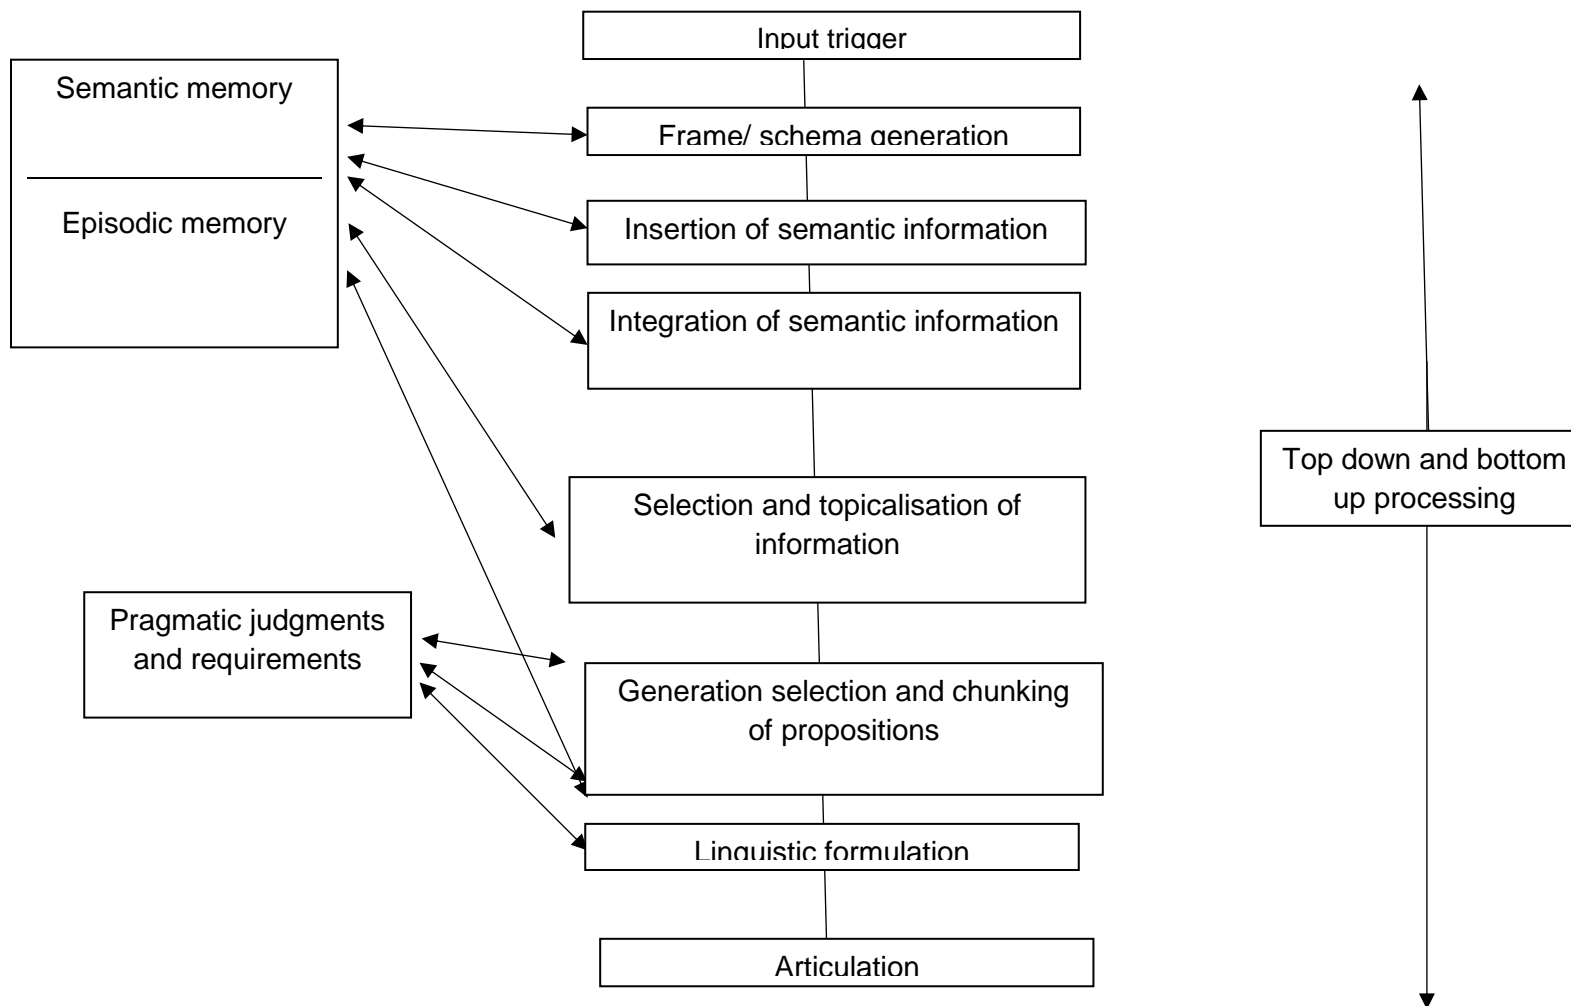 Input trigger
Semantic memory
Frame/ schema generation
Episodic memory
Insertion of semantic information
Integration of semantic information
Top down and bottom
up processing
Selection and topicalisation of
information
Pragmatic judgments
and requirements
Generation selection and chunking
of propositions
Linguistic formulation
Articulation